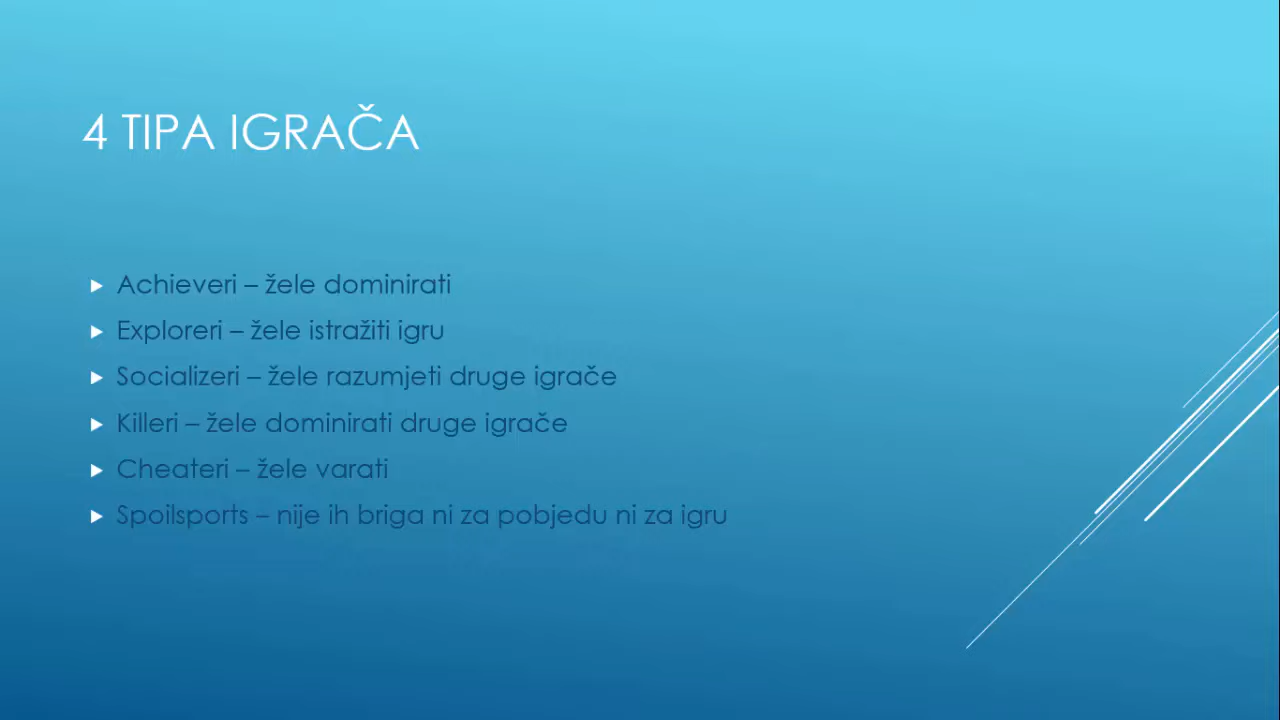 4 TIPA IGRAČA
Achieveri – žele dominirati
Exploreri – žele istražiti igru
Socializeri – žele razumjeti druge igrače
Killeri – žele dominirati druge igrače
Cheateri – žele varati
Spoilsports – nije ih briga ni za pobjedu ni za igru